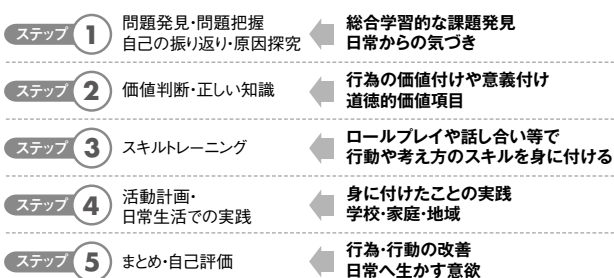 ステップ 1 問題発見・問題把握
自己の振り返り・原因探究
総合学習的な課題発見
日常からの気づき
ステップ 2 価値判断・正しい知識
行為の価値付けや意義付け
道徳的価値項目
ステップ 3 スキルトレーニング
ロールプレイや話し合い等で
行動や考え方のスキルを身に付ける
ステップ 4 活動計画・
日常生活での実践
身に付けたことの実践
学校・家庭・地域
ステップ 5 まとめ・自己評価
行為・行動の改善
日常へ生かす意欲